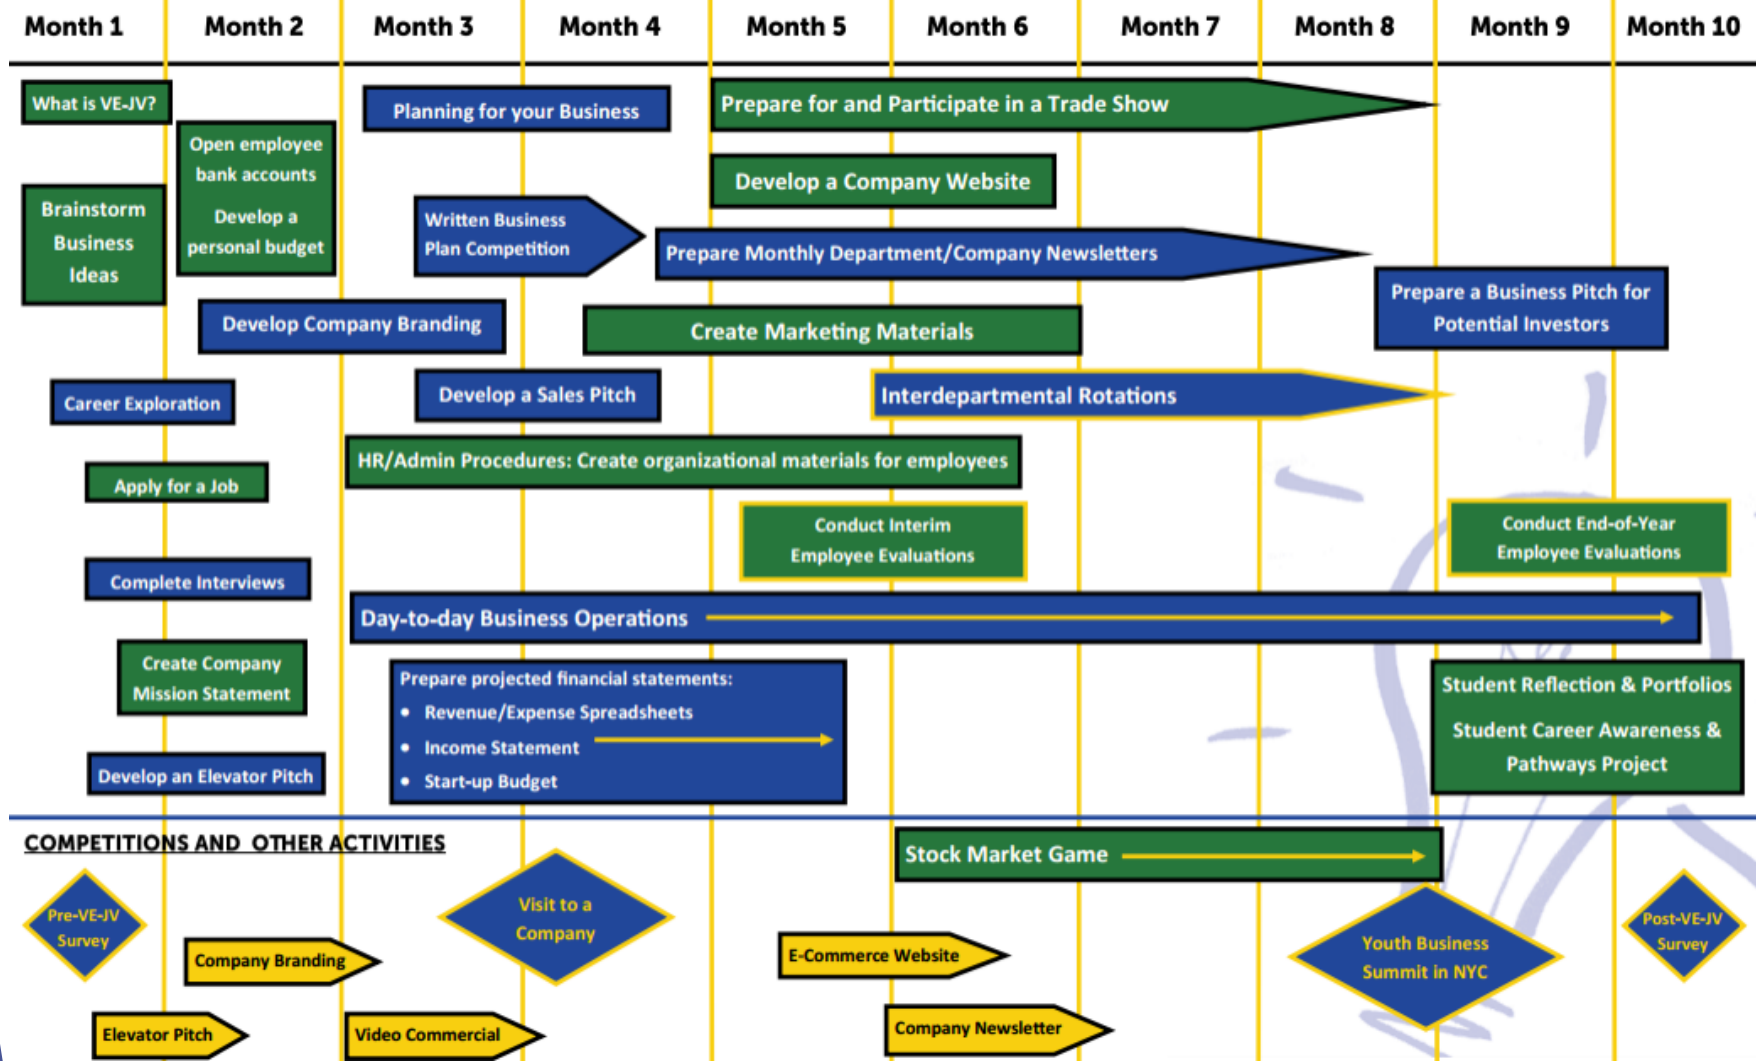 Month 1
Month 2
Month 3
Month 4
Month 5
Month 6
Month 7
Month 8
Month 9
Month 10
What is VE-JV?
Planning for your Business
Prepare for and Participate in a Trade Show
Open employee
bank accounts
Develop a
personal budget
Brainstorm
Business
Ideas
Develop a Company Website
Written Business
Plan Competition
Prepare Monthly Department/Company Newsletters
Prepare a Business Pitch for
Potential Investors
Develop Company Branding
Create Marketing Materials
Career Exploration
Develop a Sales Pitch
Interdepartmental Rotations
HR/Admin Procedures: Create organizational materials for employees
Apply for a Job
Conduct Interim
Employee Evaluations
Conduct End-of-Year
Employee Evaluations
Complete Interviews
Day-to-day Business Operations
Create Company
Mission Statement
Prepare projected financial statements:
• Revenue/Expense Spreadsheets
• Income Statement
• Start-up Budget
Student Reflection & Portfolios
Student Career Awareness &
Pathways Project
Develop an Elevator Pitch
COMPETITIONS AND OTHER ACTIVITIES
Stock Market Game
Pre-VE-JV
Survey
Visit to a
Company
Company Branding
E-Commerce Website
Youth Business
Summit in NYC
Post-VE-JV
Survey
Elevator Pitch
Video Commercial
Company Newsletter